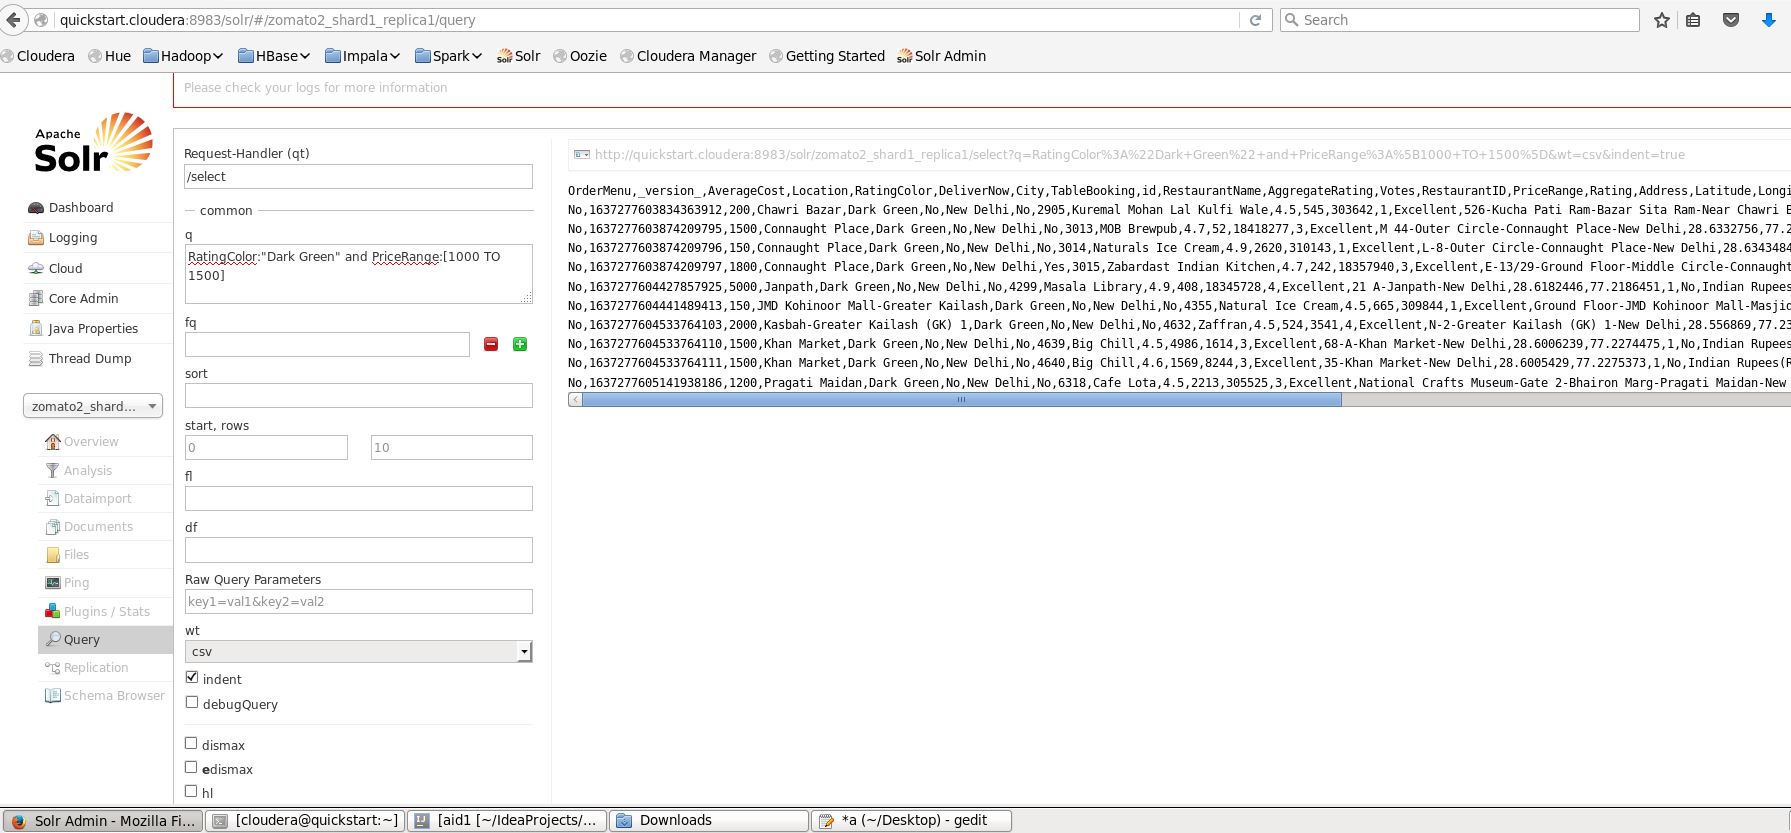 quickstart.cloudera:8983/solr/#/zomato2_shard1_replica1/query
Search
Cloudera Hue Hadoop HBase Impala Spark Solr Oozie Cloudera Manager Getting Started Solr Admin
Please check your logs for more information
Apache
Solr
Dashboard
Logging
Cloud
Core Admin
Java Properties
Thread Dump
zomato2_shard...
Overview
Analysis
Dataimport
Documents
Files
Ping
Plugins / Stats
Query
Replication
Schema Browser
Request-Handler (qt)
/select
common
q
RatingColor:"Dark Green" and PriceRange:[1000 TO
1500]
fq
sort
start, rows
0 10
fl
df
Raw Query Parameters
key1=val1&key2=val2
wt
csv
indent
debugQuery
dismax
edismax
hl
http://quickstart.cloudera:8983/solr/zomato2_shard1_replica1/select?q=RatingColor%3A%22Dark+Green%22+and+PriceRange%3A%5B1000+TO+1500%5D&wt=csv&indent=true
OrderMenu,_version_,AverageCost,Location,RatingColor,DeliverNow,City,TableBooking,id,RestaurantName,AggregateRating,Votes,RestaurantID,PriceRange,Rating,Address,Latitude,Longi
No,1637277603834363912,200,Chawri Bazar,Dark Green,No,New Delhi,No,2905,Kuremal Mohan Lal Kulfi Wale,4.5,545,303642,1,Excellent,526-Kucha Pati Ram-Bazar Sita Ram-Near Chawri B
No,1637277603874209795,1500,Connaught Place,Dark Green,No,New Delhi,No,3013,MOB Brewpub,4.7,52,18418277,3,Excellent,M 44-Outer Circle-Connaught Place-New Delhi,28.6332756,77.2
No,1637277603874209796,150,Connaught Place,Dark Green,No,New Delhi,No,3014,Naturals Ice Cream,4.9,2620,310143,1,Excellent,L-8-Outer Circle-Connaught Place-New Delhi,28.6343484
No,1637277603874209797,1800,Connaught Place,Dark Green,No,New Delhi,Yes,3015,Zabardast Indian Kitchen,4.7,242,18357940,3,Excellent,E-13/29-Ground Floor-Middle Circle-Connaught
No,1637277604427857925,5000,Janpath,Dark Green,No,New Delhi,No,4299,Masala Library,4.9,408,18345728,4,Excellent,21 A-Janpath-New Delhi,28.6182446,77.2186451,1,No,Indian Rupees
No,1637277604441489413,150,JMD Kohinoor Mall-Greater Kailash,Dark Green,No,New Delhi,No,4355,Natural Ice Cream,4.5,665,309844,1,Excellent,Ground Floor-JMD Kohinoor Mall-Masjid
No,1637277604533764103,2000,Kasbah-Greater Kailash (GK) 1,Dark Green,No,New Delhi,No,4632,Zaffran,4.5,524,3541,4,Excellent,N-2-Greater Kailash (GK) 1-New Delhi,28.556869,77.23
No,1637277604533764110,1500,Khan Market,Dark Green,No,New Delhi,No,4639,Big Chill,4.5,4986,1614,3,Excellent,68-A-Khan Market-New Delhi,28.6006239,77.2274475,1,No,Indian Rupees
No,1637277604533764111,1500,Khan Market,Dark Green,No,New Delhi,No,4640,Big Chill,4.6,1569,8244,3,Excellent,35-Khan Market-New Delhi,28.6005429,77.2275373,1,No,Indian Rupees(R
No,1637277605141938186,1200,Pragati Maidan,Dark Green,No,New Delhi,No,6318,Cafe Lota,4.5,2213,305525,3,Excellent,National Crafts Museum-Gate 2-Bhairon Marg-Pragati Maidan-New
Solr Admin - Mozilla Fi... [cloudera@quickstart:~] [aid1 [~/IdeaProjects/... Downloads *a (~/Desktop) - gedit